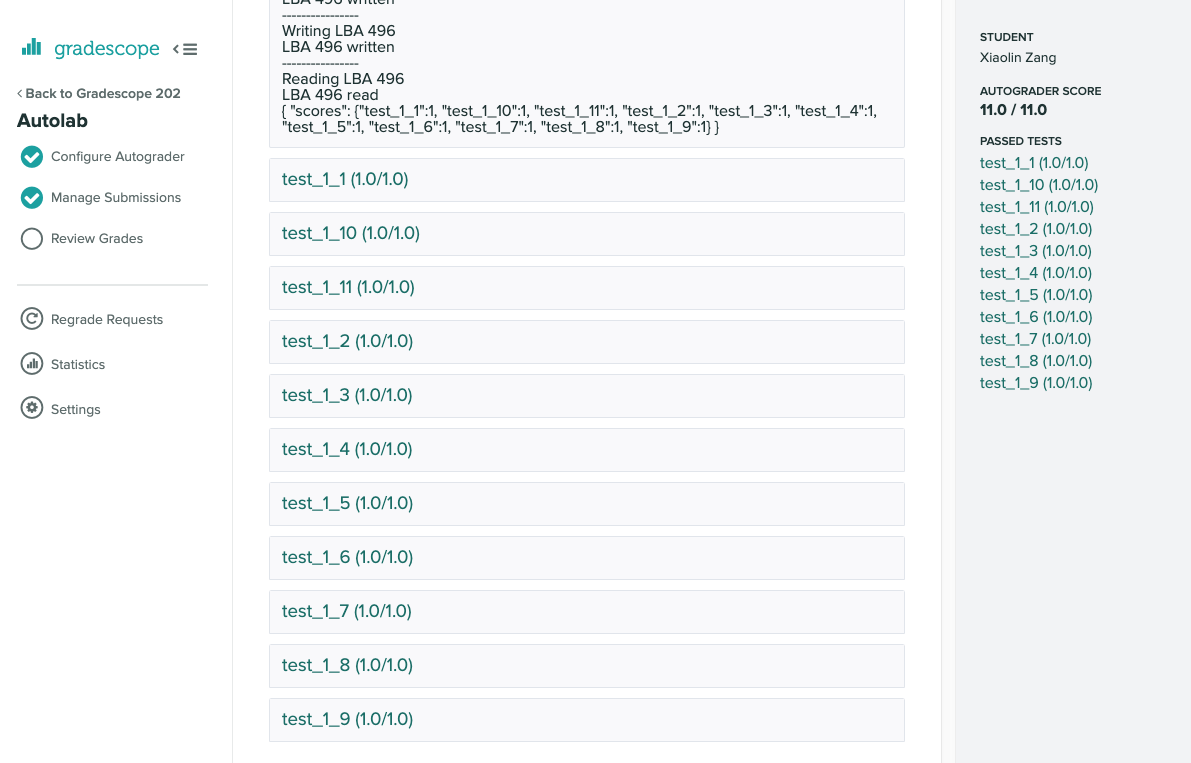 gradescope
Back to Gradescope 202
Autolab
Configure Autograder
Manage Submissions
Review Grades
Regrade Requests
Statistics
Settings
LBA 496 written
----------------
Writing LBA 496
LBA 496 written
----------------
Reading LBA 496
LBA 496 read
{ "scores": {"test_1_1":1, "test_1_10":1, "test_1_11":1, "test_1_2":1, "test_1_3":1, "test_1_4":1,
"test_1_5":1, "test_1_6":1, "test_1_7":1, "test_1_8":1, "test_1_9":1} }
test_1_1 (1.0/1.0)
test_1_10 (1.0/1.0)
test_1_11 (1.0/1.0)
test_1_2 (1.0/1.0)
test_1_3 (1.0/1.0)
test_1_4 (1.0/1.0)
test_1_5 (1.0/1.0)
test_1_6 (1.0/1.0)
test_1_7 (1.0/1.0)
test_1_8 (1.0/1.0)
test_1_9 (1.0/1.0)
STUDENT
Xiaolin Zang
AUTOGRADER SCORE
11.0 / 11.0
PASSED TESTS
test_1_1 (1.0/1.0)
test_1_10 (1.0/1.0)
test_1_11 (1.0/1.0)
test_1_2 (1.0/1.0)
test_1_3 (1.0/1.0)
test_1_4 (1.0/1.0)
test_1_5 (1.0/1.0)
test_1_6 (1.0/1.0)
test_1_7 (1.0/1.0)
test_1_8 (1.0/1.0)
test_1_9 (1.0/1.0)